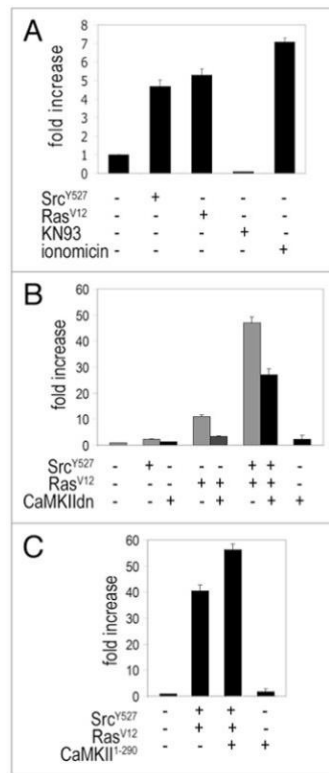 A
fold increase
8
7
6
5
4
3
2
1
0
Src^Y527 - + - - -
Ras^V12 - - + - -
KN93 - - - + -
ionomicin - - - - +
B
fold increase
60
50
40
30
20
10
0
Src^Y527 - + - - - + + -
Ras^V12 - - - + + + + -
CaMKIIdn - - + - + - + +
C
fold increase
60
50
40
30
20
10
0
Src^Y527 - + + -
Ras^V12 - + + -
CaMKII^1-290 - - + +